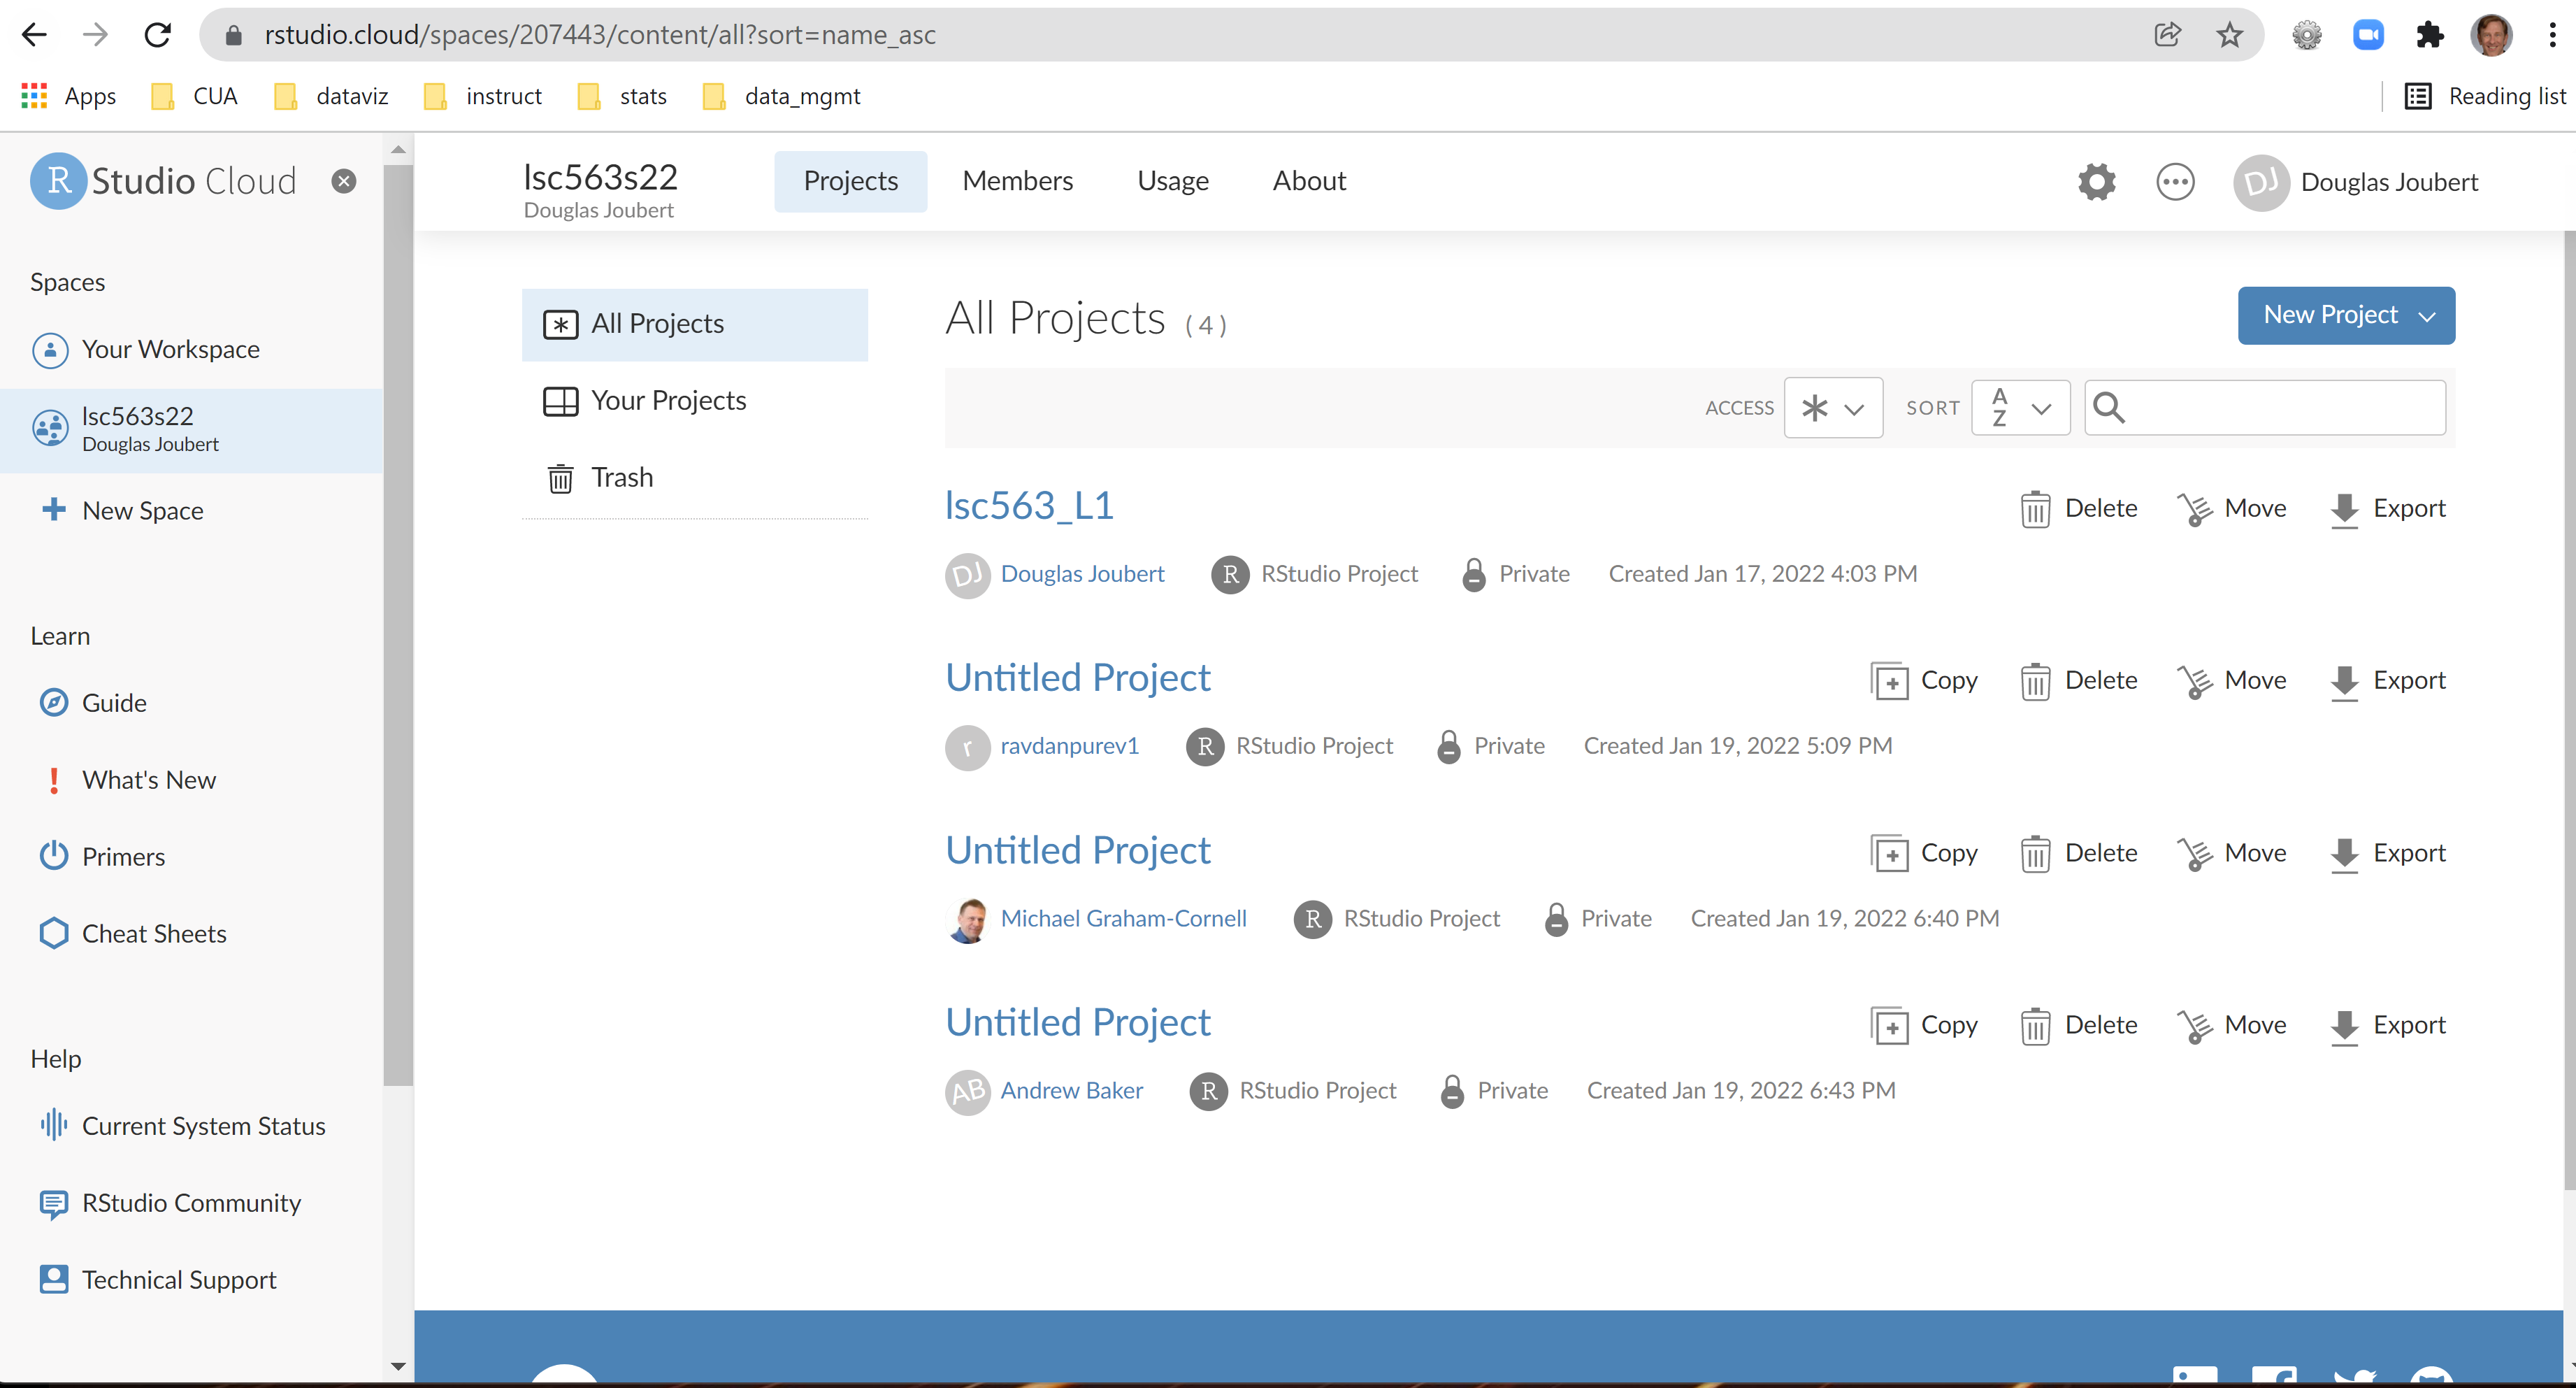 rstudio.cloud/spaces/207443/content/all?sort=name_asc
Apps CUA dataviz instruct stats data_mgmt Reading list
R Studio Cloud
lsc563s22
Douglas Joubert
Projects Members Usage About
DJ Douglas Joubert
Spaces
Your Workspace
lsc563s22
Douglas Joubert
New Space
Learn
Guide
What's New
Primers
Cheat Sheets
Help
Current System Status
RStudio Community
Technical Support
All Projects
Your Projects
Trash
All Projects (4)
New Project
ACCESS SORT A Z
lsc563_L1 Delete Move Export
DJ Douglas Joubert R RStudio Project Private Created Jan 17, 2022 4:03 PM
Untitled Project Copy Delete Move Export
r ravdanpurev1 R RStudio Project Private Created Jan 19, 2022 5:09 PM
Untitled Project Copy Delete Move Export
Michael Graham-Cornell R RStudio Project Private Created Jan 19, 2022 6:40 PM
Untitled Project Copy Delete Move Export
AB Andrew Baker R RStudio Project Private Created Jan 19, 2022 6:43 PM